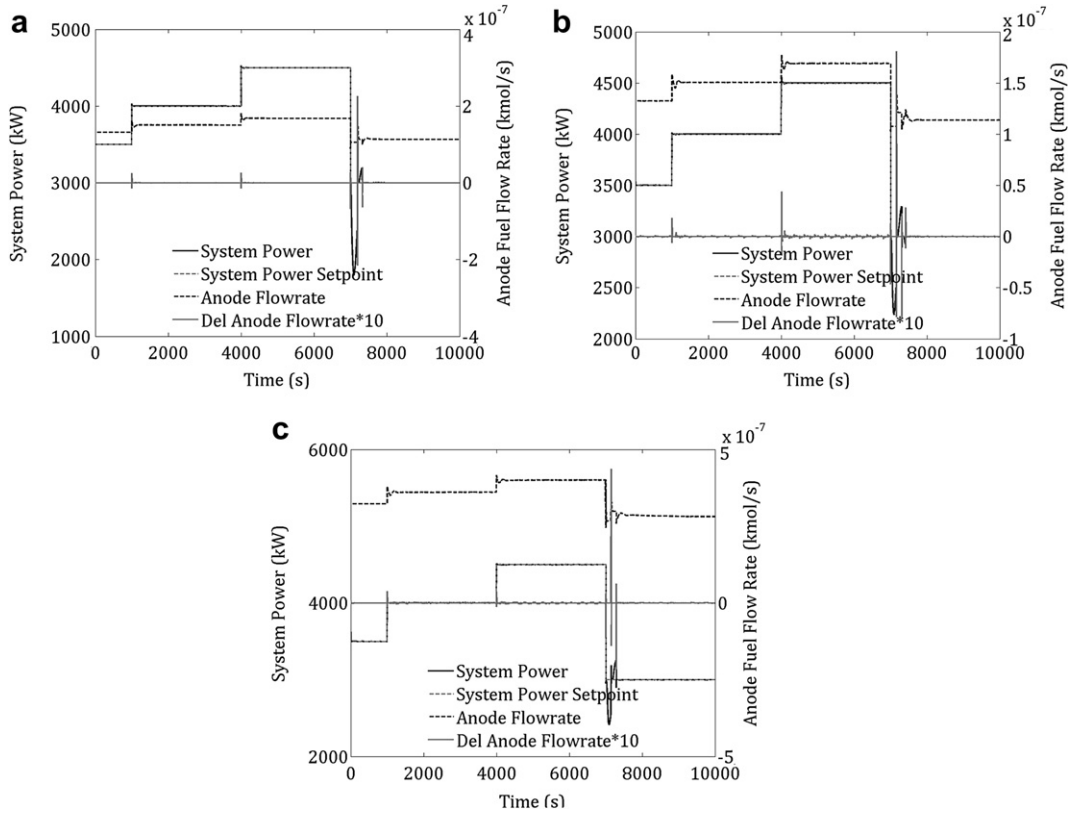 a
x 10⁻⁷
System Power (kW)
5000
4000
3000
2000
1000
4
2
0
-2
-4
Anode Fuel Flow Rate (kmol/s)
System Power
System Power Setpoint
Anode Flowrate
Del Anode Flowrate*10
0 2000 4000 6000 8000 10000
Time (s)
b
x 10⁻⁷
System Power (kW)
5000
4500
4000
3500
3000
2500
2000
2
1.5
1
0.5
0
-0.5
-1
Anode Fuel Flow Rate (kmol/s)
System Power
System Power Setpoint
Anode Flowrate
Del Anode Flowrate*10
0 2000 4000 6000 8000 10000
Time (s)
c
x 10⁻⁷
System Power (kW)
6000
4000
2000
5
0
-5
Anode Fuel Flow Rate (kmol/s)
System Power
System Power Setpoint
Anode Flowrate
Del Anode Flowrate*10
0 2000 4000 6000 8000 10000
Time (s)